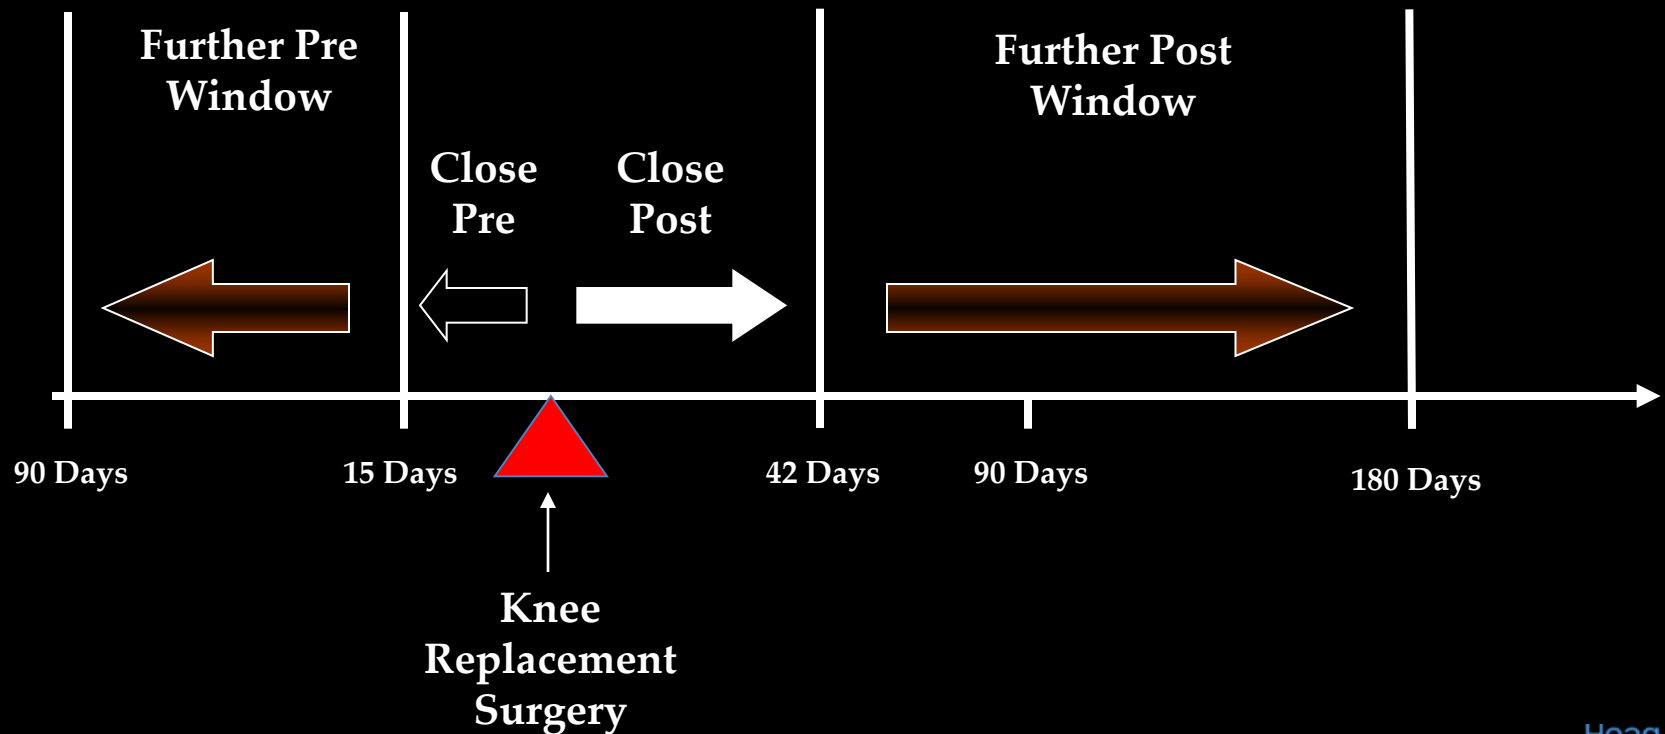 Further Pre
Window
Further Post
Window
Close
Pre
Close
Post
90 Days
15 Days
42 Days
90 Days
180 Days
Knee
Replacement
Surgery